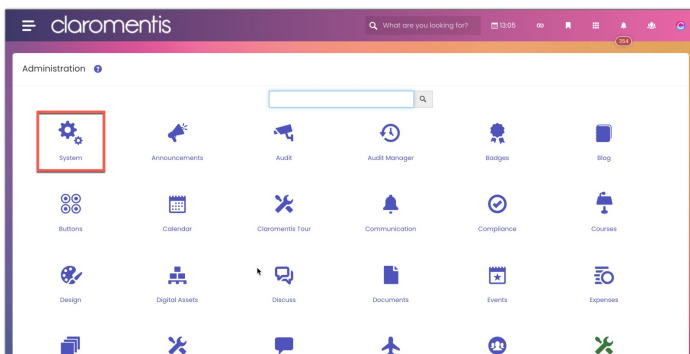 claromentis
What are you looking for?
13:05
354
Administration
System
Announcements
Audit
Audit Manager
Badges
Blog
Buttons
Calendar
Claromentis Tour
Communication
Compliance
Courses
Design
Digital Assets
Discuss
Documents
Events
Expenses